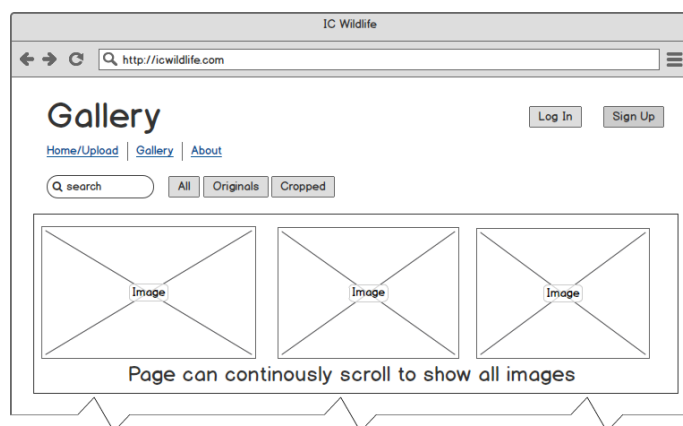 IC Wildlife
http://icwildlife.com
Gallery
Log In Sign Up
Home/Upload Gallery About
search All Originals Cropped
Image Image Image
Page can continously scroll to show all images